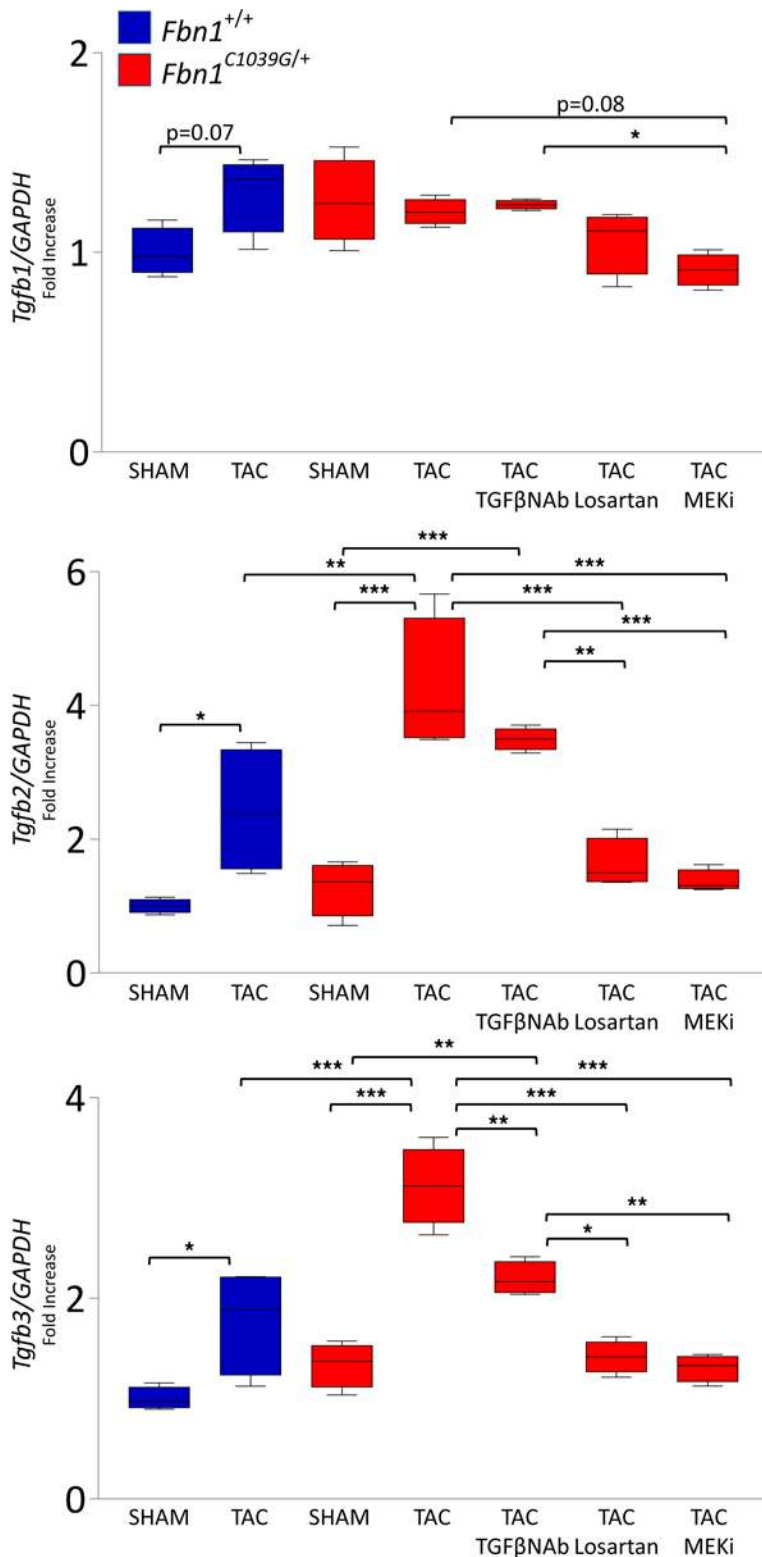 Fbn1+/+
Fbn1C1039G/+
2
p=0.08
p=0.07
*
Tgfb1/GAPDH
Fold Increase
1
0
SHAM TAC SHAM TAC TAC TAC TAC
TGFβNAb Losartan MEKi
***
6
** ***
*** ***
***
**
4
*
Tgfb2/GAPDH
Fold Increase
2
0
SHAM TAC SHAM TAC TAC TAC TAC
TGFβNAb Losartan MEKi
**
*** ***
4
*** ***
**
**
*
*
Tgfb3/GAPDH
Fold Increase
2
0
SHAM TAC SHAM TAC TAC TAC TAC
TGFβNAb Losartan MEKi